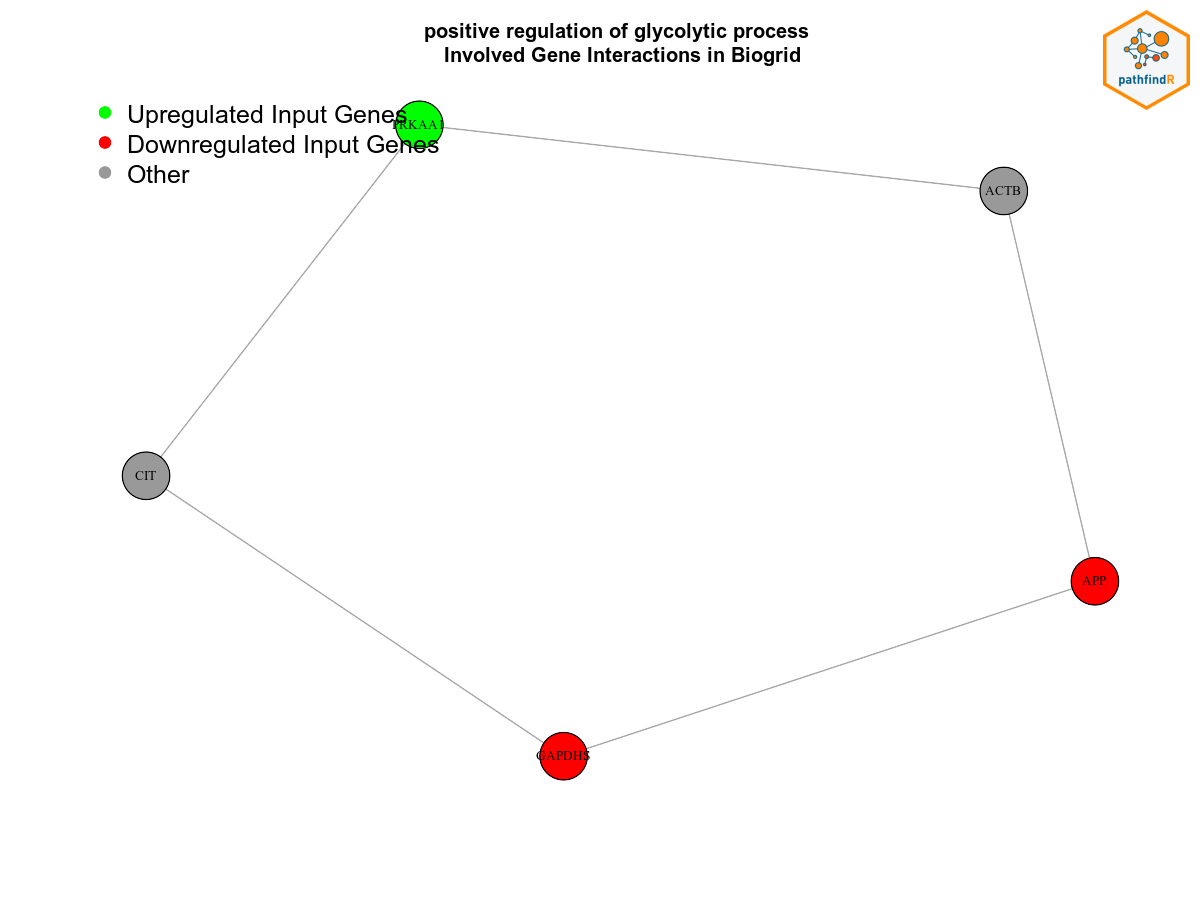 positive regulation of glycolytic process
Involved Gene Interactions in Biogrid
pathfindR
Upregulated Input Genes
Downregulated Input Genes
Other
PRKAA1
ACTB
CIT
APP
GAPDHS